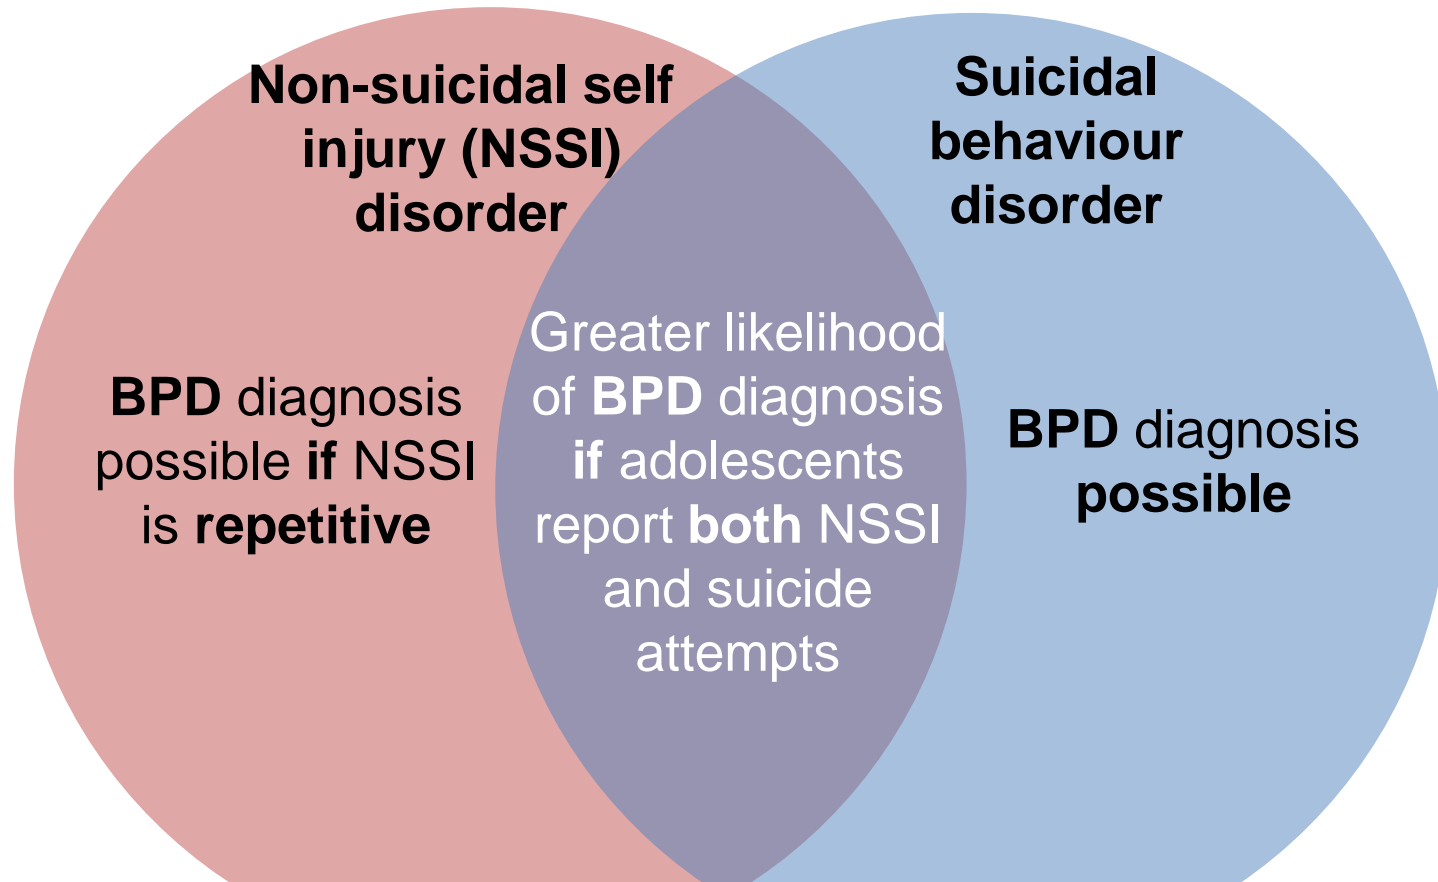 Non-suicidal self
injury (NSSI)
disorder
Suicidal
behaviour
disorder
BPD diagnosis
possible if NSSI
is repetitive
Greater likelihood
of BPD diagnosis
if adolescents
report both NSSI
and suicide
attempts
BPD diagnosis
possible